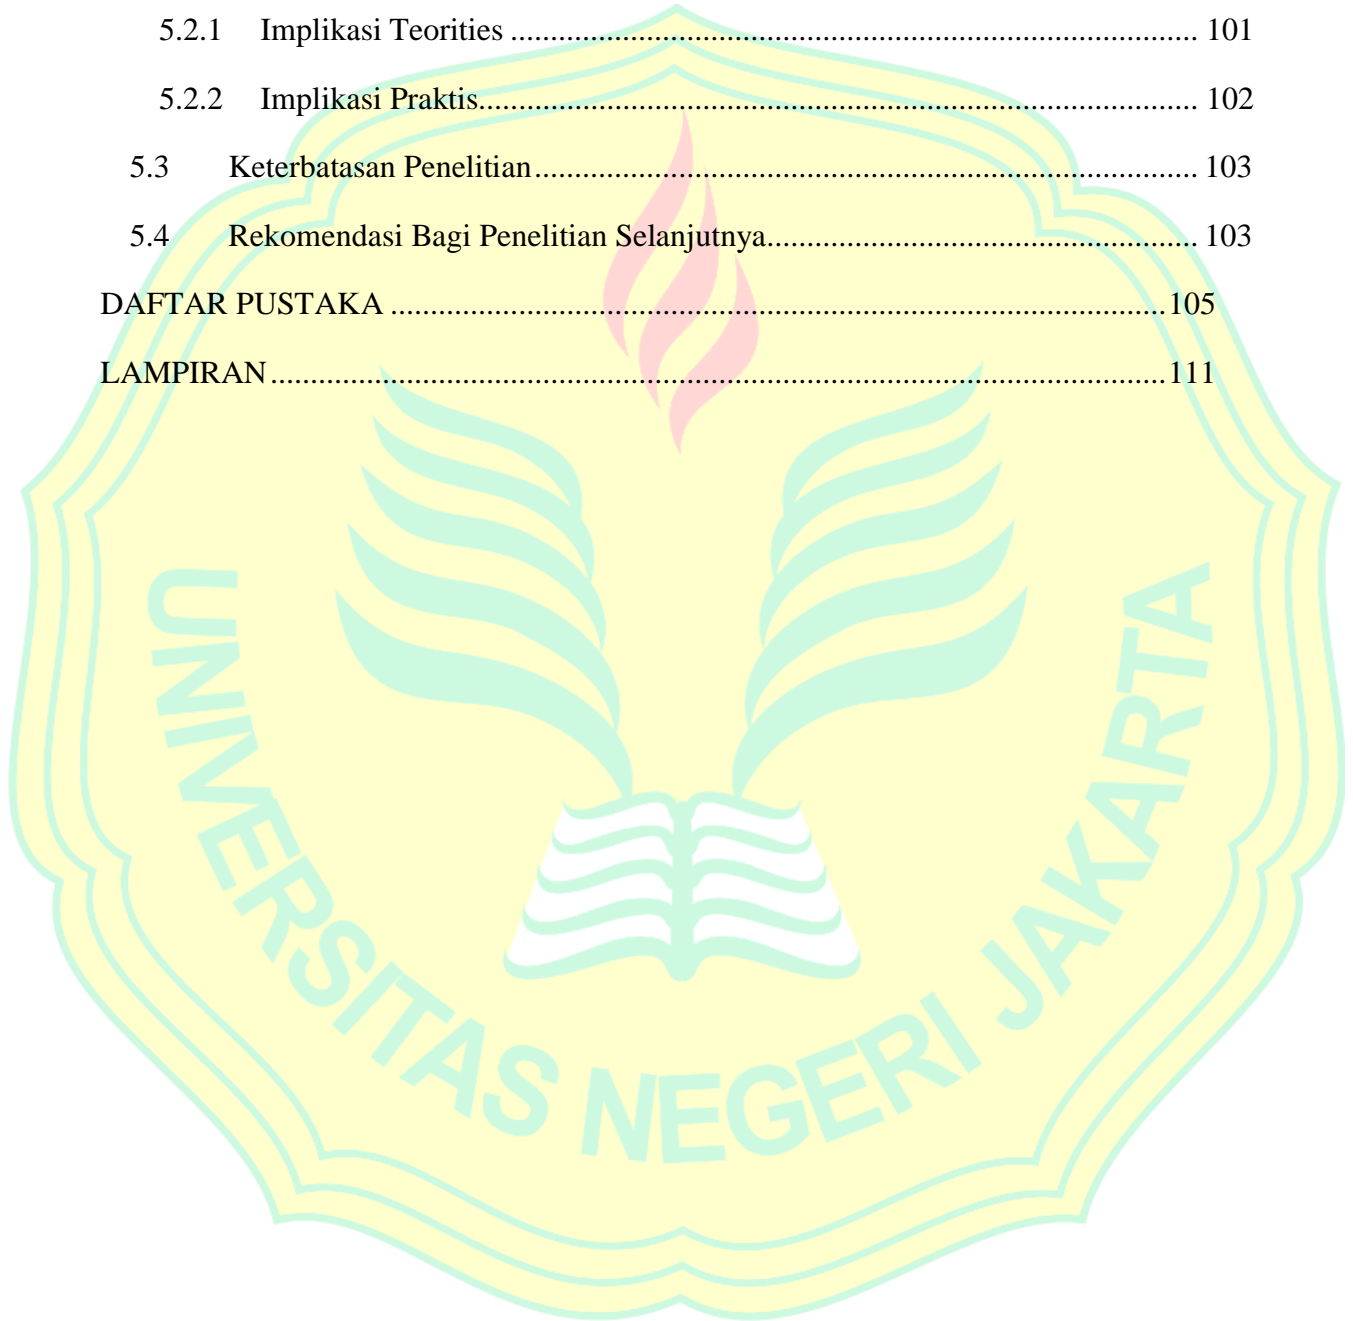 5.2.1 Implikasi Teorities ........................................................................................ 101
5.2.2 Implikasi Praktis........................................................................................... 102
5.3 Keterbatasan Penelitian.................................................................................... 103
5.4 Rekomendasi Bagi Penelitian Selanjutnya...................................................... 103
DAFTAR PUSTAKA ..................................................................................................105
LAMPIRAN.................................................................................................................111
UNIVERSITAS NEGERI JAKARTA